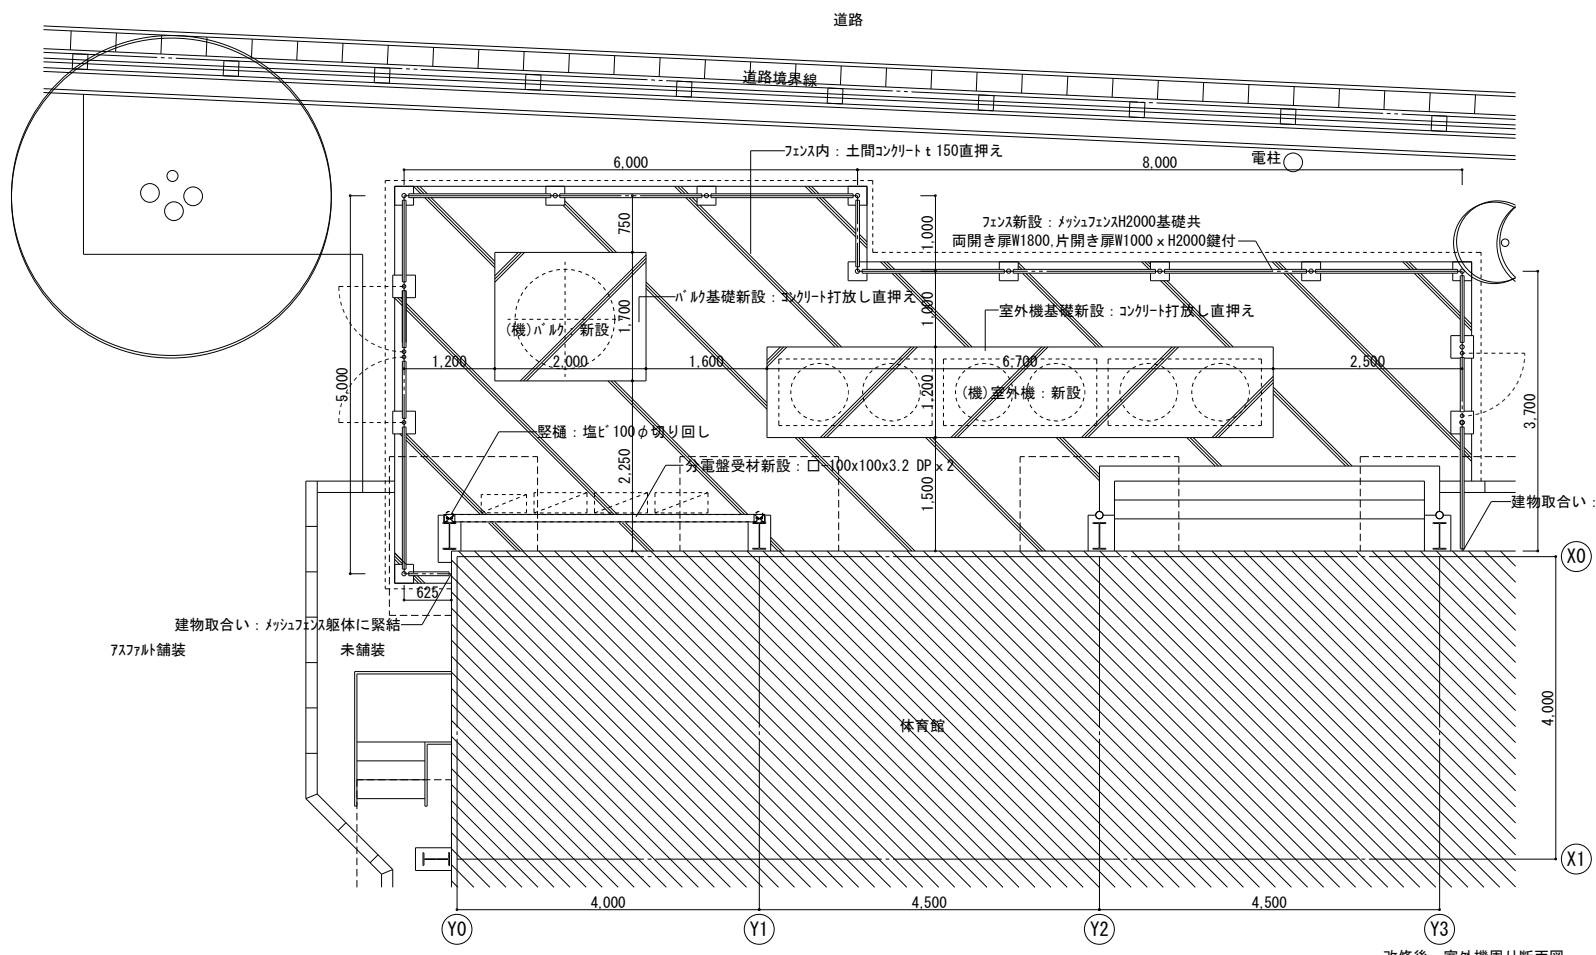 道路
道路境界線
フェンス内：土間コンクリートｔ150直押え
6,000
8,000
電柱
750
1,000
フェンス新設：メッシュフェンスH2000基礎共
両開き扉W1800,片開き扉W1000ｘH2000鍵付
バルク基礎新設：コンクリート打放し直押え
室外機基礎新設：コンクリート打放し直押え
1,700
1,000
(機)バルク：新設
1,200
2,000
1,600
6,700
2,500
5,000
1,200
(機)室外機：新設
3,700
竪樋：塩ビ100φ切り回し
分電盤受材新設：□-100x100x3.2 DPｘ2
2,250
1,500
建物取合い：
X0
625
建物取合い：メッシュフェンス躯体に緊結
アスファルト舗装
未舗装
体育館
4,000
X1
4,000
4,500
4,500
Y0
Y1
Y2
Y3